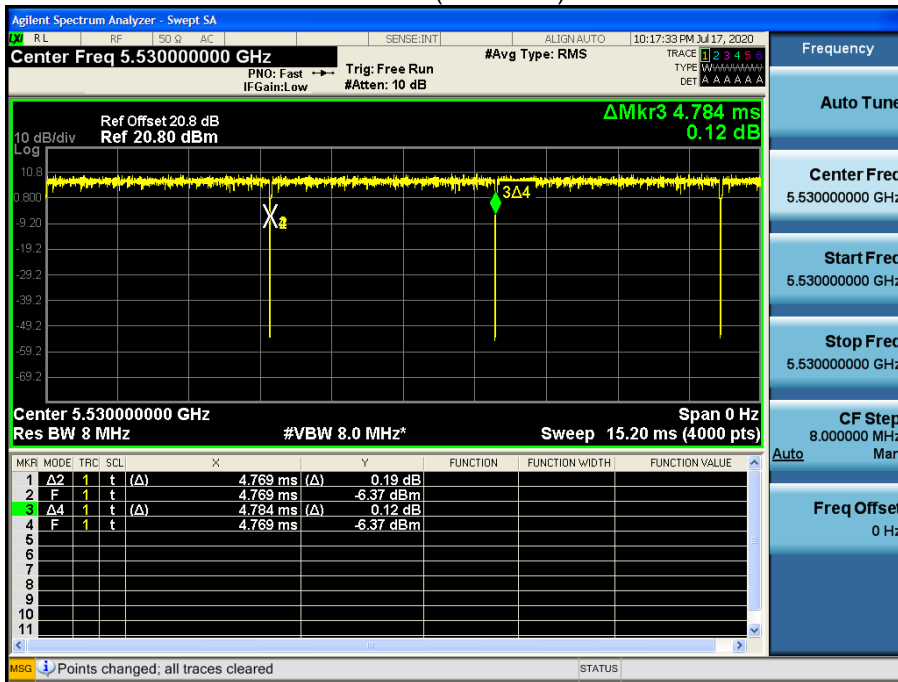 Agilent Spectrum Analyzer - Swept SA
LXI RL RF 50 Ω AC SENSE:INT ALIGNAUTO 10:17:33 PM Jul 17, 2020
Center Freq 5.530000000 GHz
#Avg Type: RMS
TRACE 1 2 3 4 5 6
PNO: Fast Trig: Free Run
TYPE WWWWWW
IFGain:Low #Atten: 10 dB
DET A A A A A A
Frequency
Auto Tune
ΔMkr3 4.784 ms
0.12 dB
Ref Offset 20.8 dB
10 dB/div Ref 20.80 dBm
Log
10.8
0.800
-9.20
-19.2
-29.2
-39.2
-49.2
-59.2
-69.2
3Δ4
Center Freq
5.530000000 GHz
Start Freq
5.530000000 GHz
Stop Freq
5.530000000 GHz
CF Step
8.000000 MHz
Auto Man
Freq Offset
0 Hz
Center 5.530000000 GHz Span 0 Hz
Res BW 8 MHz #VBW 8.0 MHz* Sweep 15.20 ms (4000 pts)
MKR MODE TRC SCL X Y FUNCTION FUNCTION WIDTH FUNCTION VALUE
1 Δ2 1 t (Δ) 4.769 ms (Δ) 0.19 dB
2 F 1 t 4.769 ms -6.37 dBm
3 Δ4 1 t (Δ) 4.784 ms (Δ) 0.12 dB
4 F 1 t 4.769 ms -6.37 dBm
5
6
7
8
9
10
11
MSG Points changed; all traces cleared STATUS